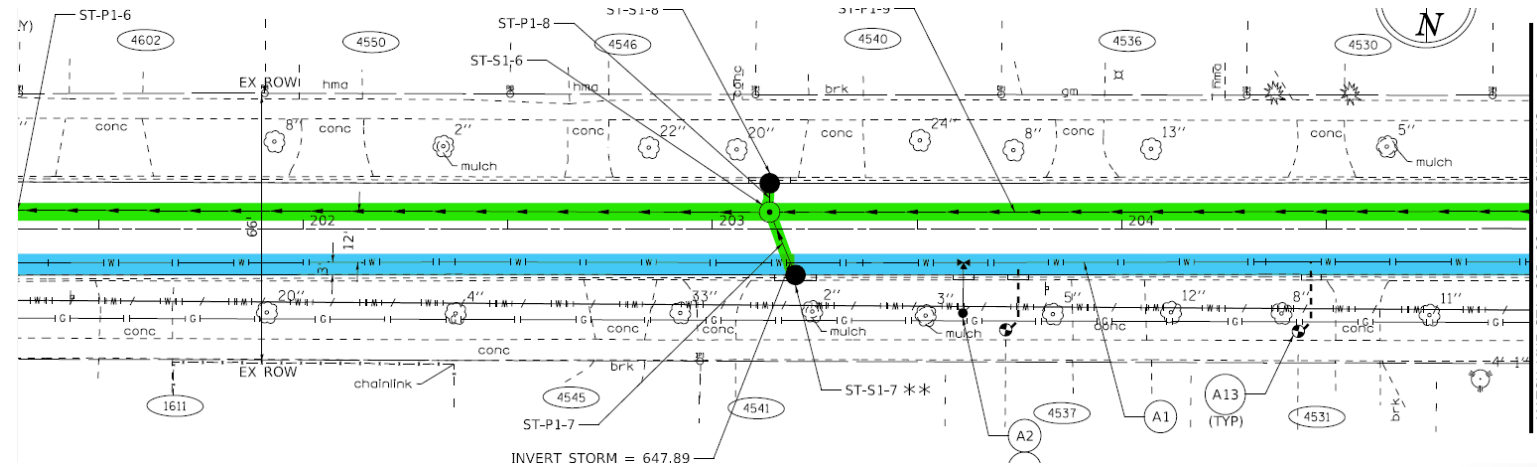 ST-P1-6
ST-P1-8
ST-S1-8
ST-P1-9
N
Y)
4602
4550
4546
4540
4536
4530
ST-S1-6
EX ROW
hma
hma
conc
brk
gm
hma
conc
8''
conc
2''
mulch
conc
22''
20''
conc
24''
8''
conc
13''
conc
5''
mulch
66'
202
203
204
12'
3'
W
20''
4''
33''
2''
3''
5''
12''
8''
11''
G
conc
conc
conc
mulch
mulch
conc
conc
conc
EX ROW
chainlink
brk
brk
4' 1''
1611
4545
4541
ST-S1-7 **
4537
A1
A13
(TYP)
4531
ST-P1-7
A2
INVERT STORM = 647.89